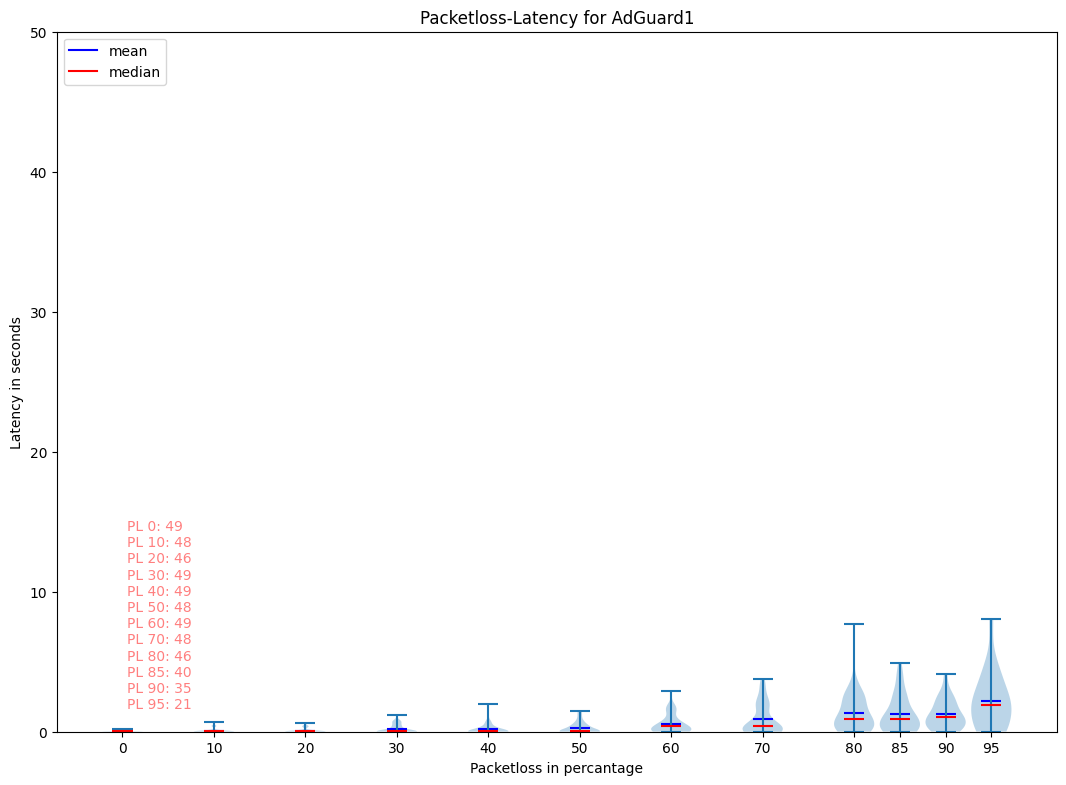 Packetloss-Latency for AdGuard1
mean
median
50
40
30
20
10
0
Latency in seconds
PL 0: 49
PL 10: 48
PL 20: 46
PL 30: 49
PL 40: 49
PL 50: 48
PL 60: 49
PL 70: 48
PL 80: 46
PL 85: 40
PL 90: 35
PL 95: 21
0 10 20 30 40 50 60 70 80 85 90 95
Packetloss in percantage